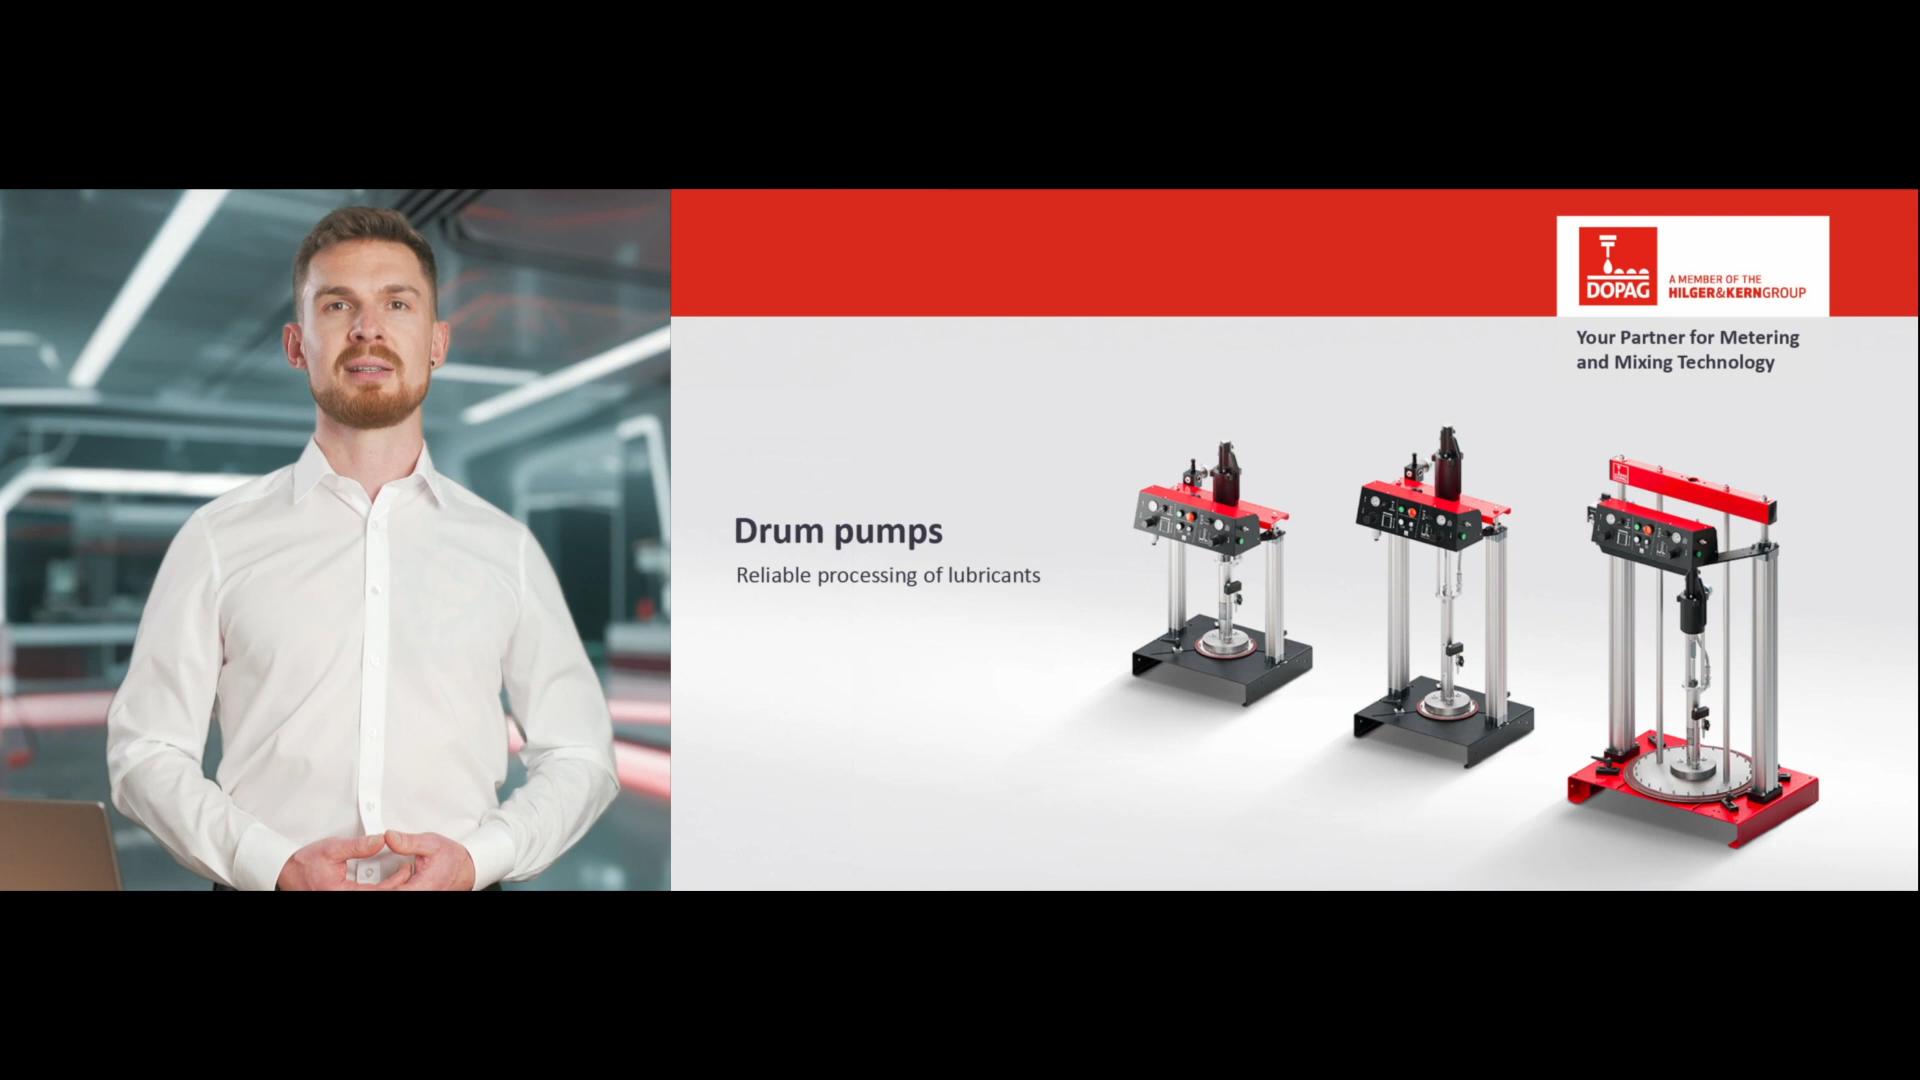 DOPAG
A MEMBER OF THE
HILGER&KERNGROUP
Your Partner for Metering
and Mixing Technology
Drum pumps
Reliable processing of lubricants